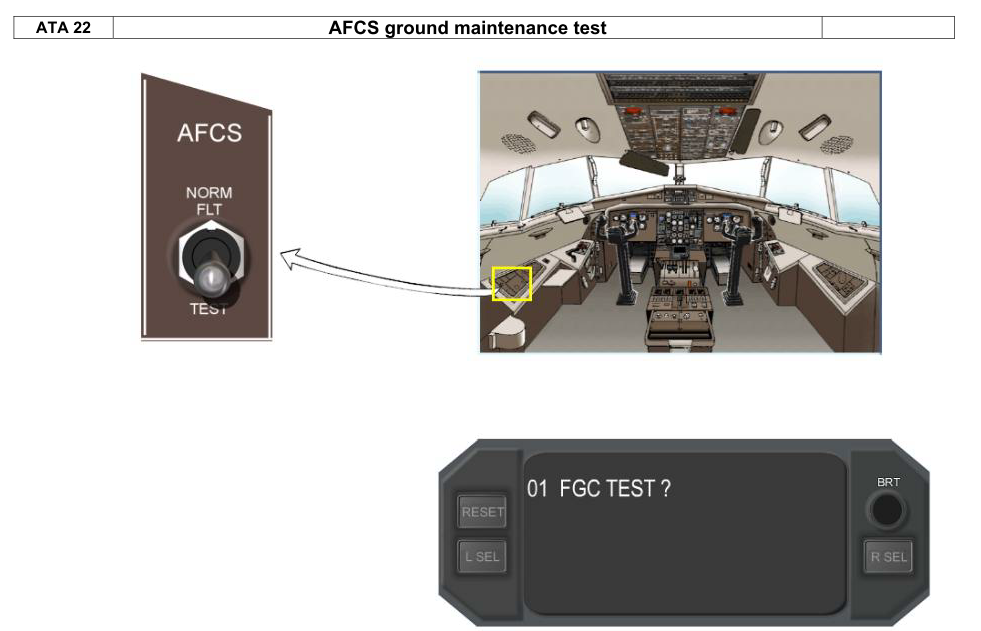 ATA 22
AFCS ground maintenance test
AFCS
NORM
FLT
TEST
01 FGC TEST ?
BRT
RESET
L SEL
R SEL